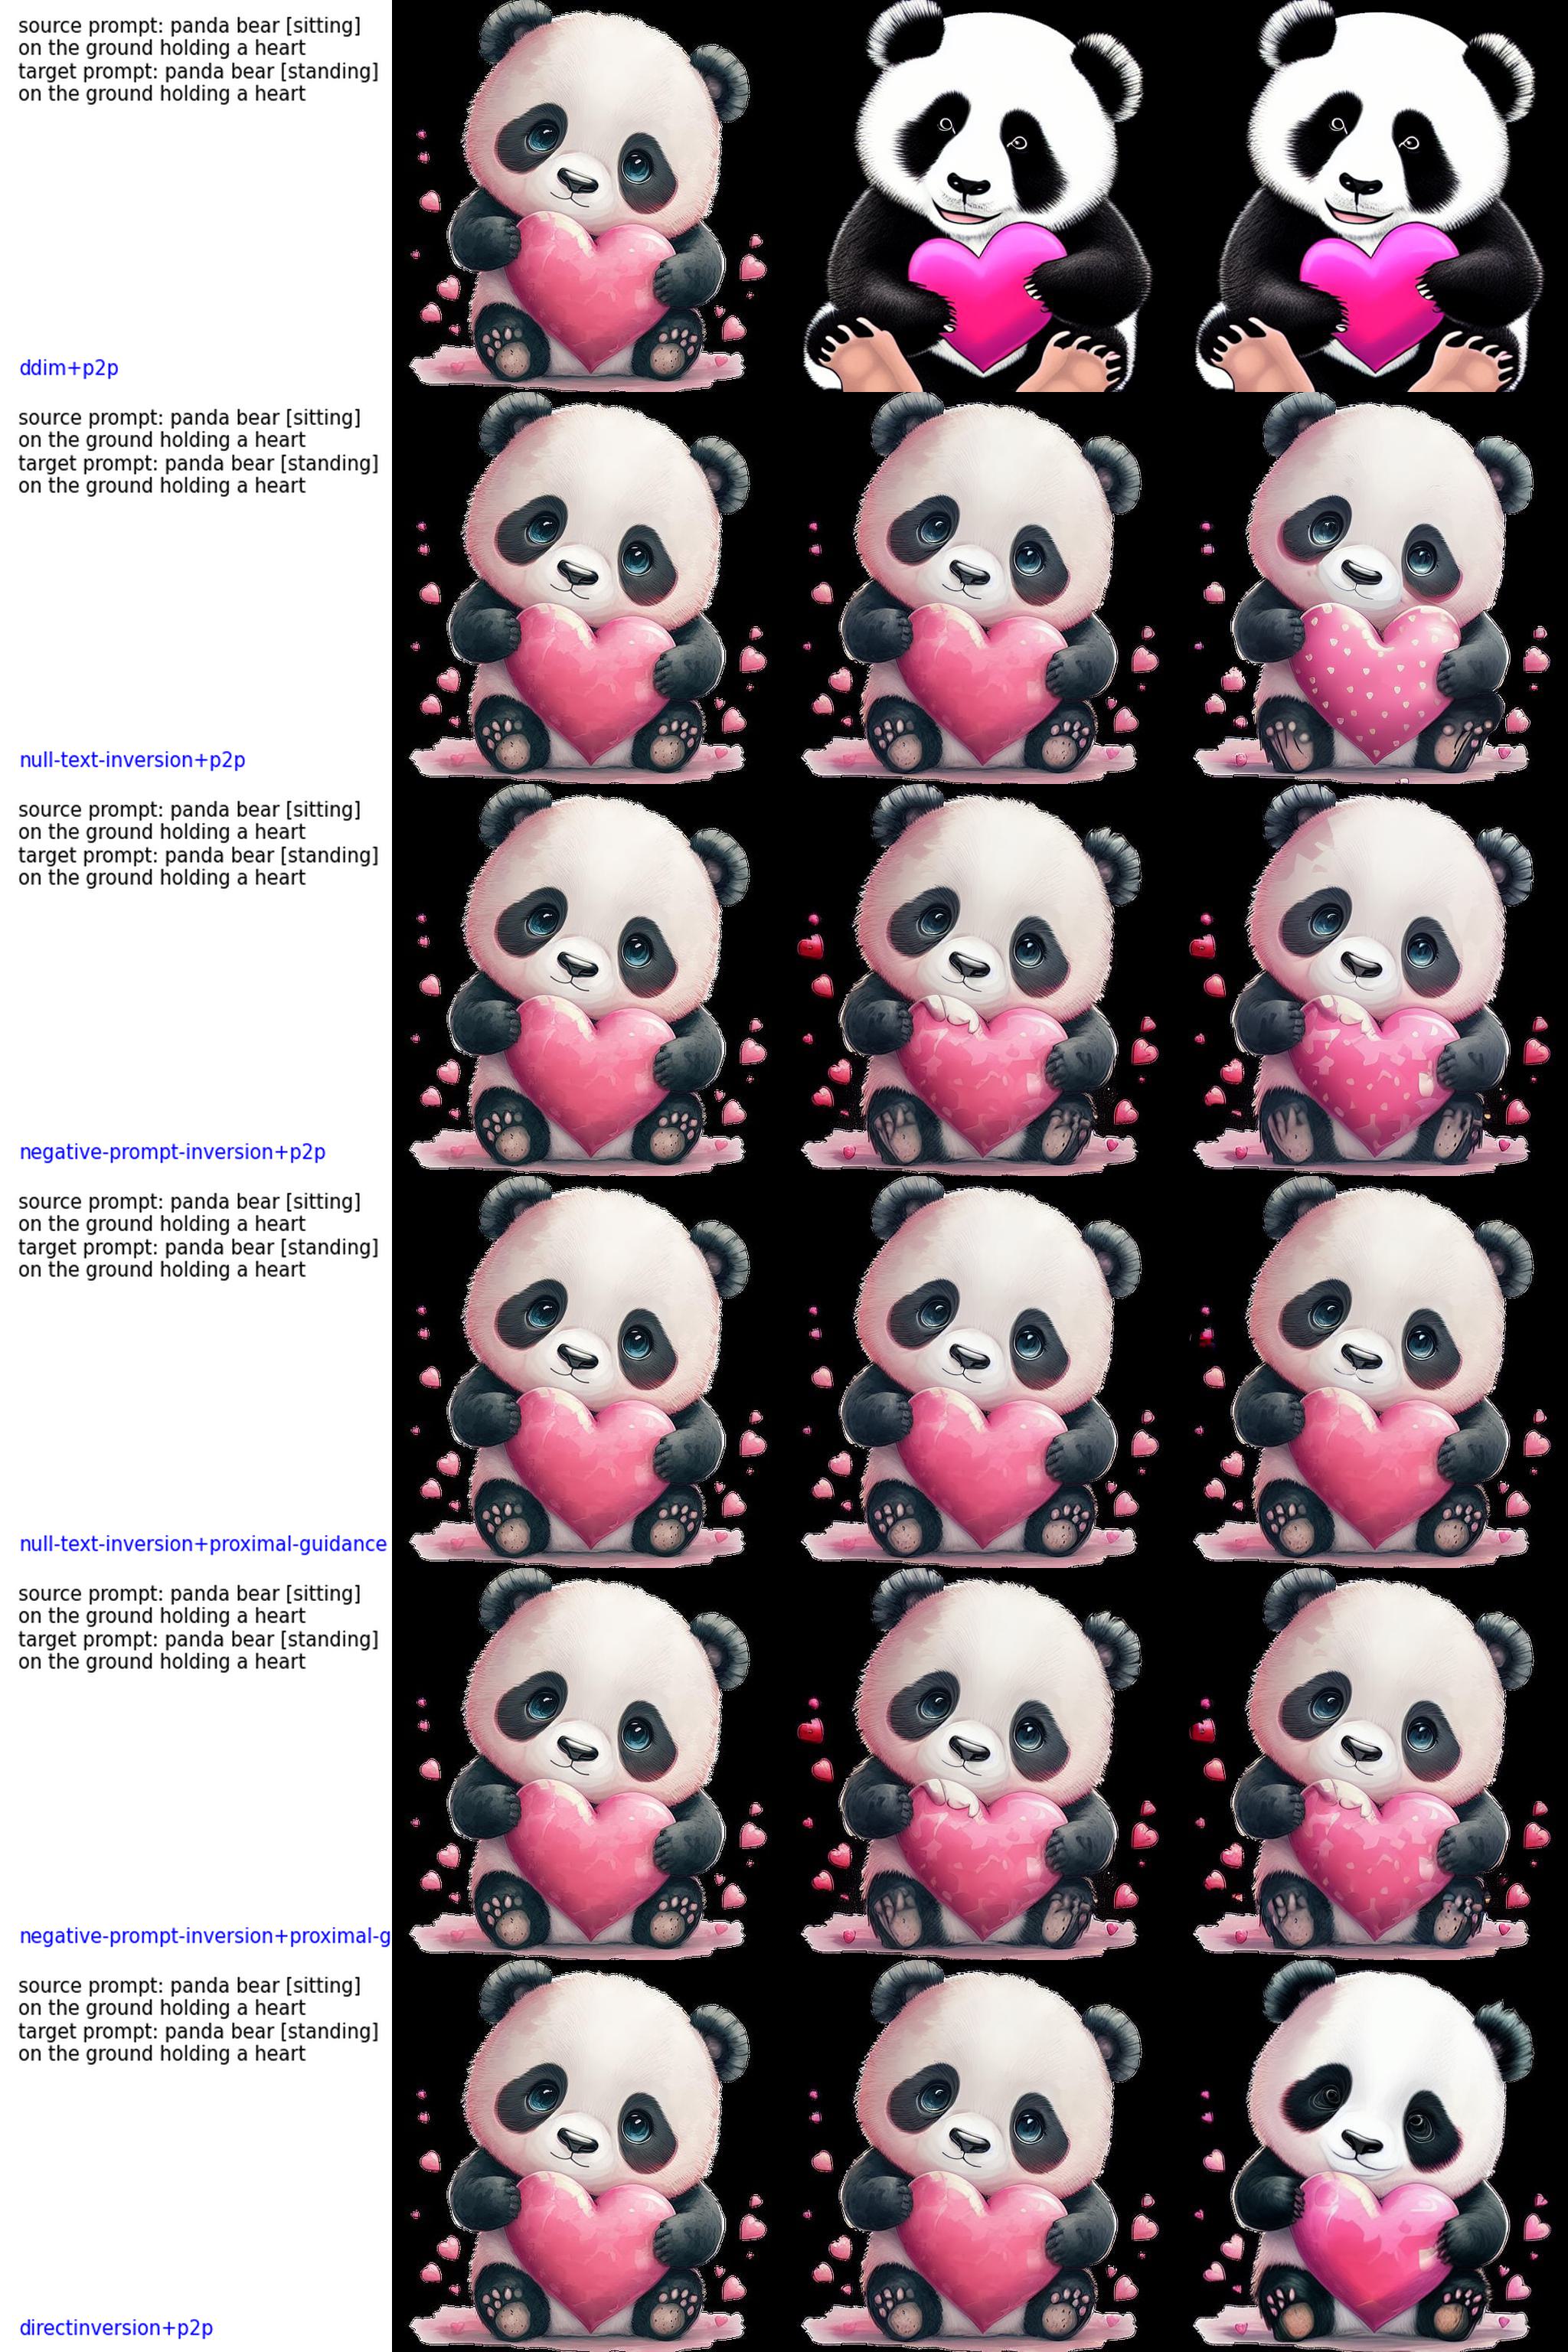 source prompt: panda bear [sitting]
on the ground holding a heart
target prompt: panda bear [standing]
on the ground holding a heart
ddim+p2p
source prompt: panda bear [sitting]
on the ground holding a heart
target prompt: panda bear [standing]
on the ground holding a heart
null-text-inversion+p2p
source prompt: panda bear [sitting]
on the ground holding a heart
target prompt: panda bear [standing]
on the ground holding a heart
negative-prompt-inversion+p2p
source prompt: panda bear [sitting]
on the ground holding a heart
target prompt: panda bear [standing]
on the ground holding a heart
null-text-inversion+proximal-guidance
source prompt: panda bear [sitting]
on the ground holding a heart
target prompt: panda bear [standing]
on the ground holding a heart
negative-prompt-inversion+proximal-g
source prompt: panda bear [sitting]
on the ground holding a heart
target prompt: panda bear [standing]
on the ground holding a heart
directinversion+p2p